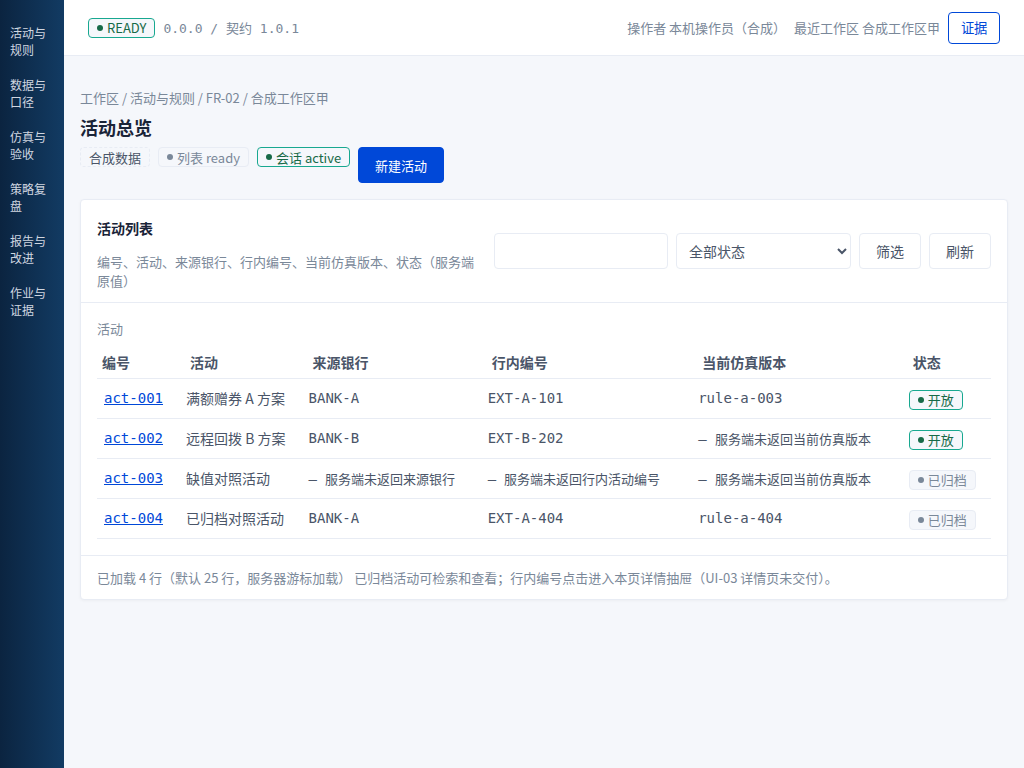 活动与
规则
数据与
口径
仿真与
验收
策略复
盘
报告与
改进
作业与
证据
READY 0.0.0 / 契约 1.0.1 操作者 本机操作员（合成） 最近工作区 合成工作区甲 证据
工作区 / 活动与规则 / FR-02 / 合成工作区甲
活动总览
合成数据 列表 ready 会话 active 新建活动
活动列表
编号、活动、来源银行、行内编号、当前仿真版本、状态（服务端
原值）
全部状态 筛选 刷新
活动
编号 活动 来源银行 行内编号 当前仿真版本 状态
act-001 满额赠券 A 方案 BANK-A EXT-A-101 rule-a-003 开放
act-002 远程回拨 B 方案 BANK-B EXT-B-202 — 服务端未返回当前仿真版本 开放
act-003 缺值对照活动 — 服务端未返回来源银行 — 服务端未返回行内活动编号 — 服务端未返回当前仿真版本 已归档
act-004 已归档对照活动 BANK-A EXT-A-404 rule-a-404 已归档
已加载 4 行（默认 25 行，服务器游标加载） 已归档活动可检索和查看；行内编号点击进入本页详情抽屉（UI-03 详情页未交付）。